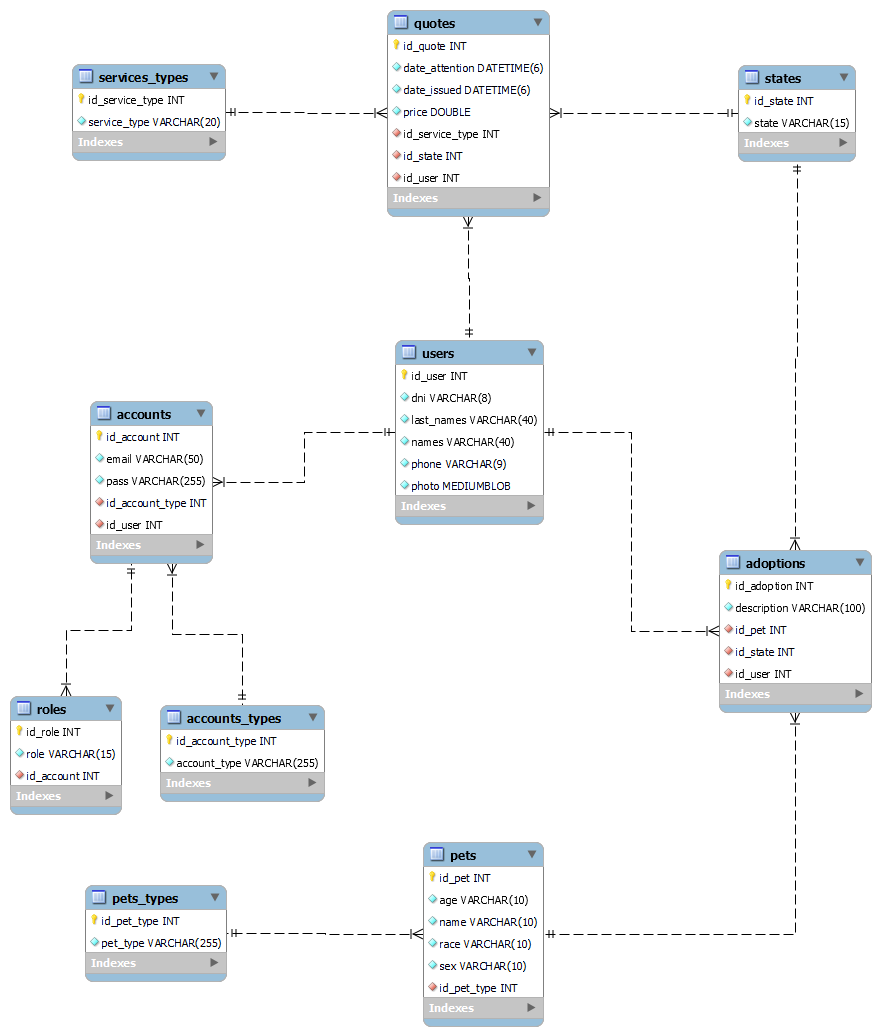 quotes
id_quote INT
date_attention DATETIME(6)
date_issued DATETIME(6)
price DOUBLE
id_service_type INT
id_state INT
id_user INT
Indexes
services_types
id_service_type INT
service_type VARCHAR(20)
Indexes
states
id_state INT
state VARCHAR(15)
Indexes
users
id_user INT
dni VARCHAR(8)
last_names VARCHAR(40)
names VARCHAR(40)
phone VARCHAR(9)
photo MEDIUMBLOB
Indexes
accounts
id_account INT
email VARCHAR(50)
pass VARCHAR(255)
id_account_type INT
id_user INT
Indexes
adoptions
id_adoption INT
description VARCHAR(100)
id_pet INT
id_state INT
id_user INT
Indexes
roles
id_role INT
role VARCHAR(15)
id_account INT
Indexes
accounts_types
id_account_type INT
account_type VARCHAR(255)
Indexes
pets
id_pet INT
age VARCHAR(10)
name VARCHAR(10)
race VARCHAR(10)
sex VARCHAR(10)
id_pet_type INT
Indexes
pets_types
id_pet_type INT
pet_type VARCHAR(255)
Indexes